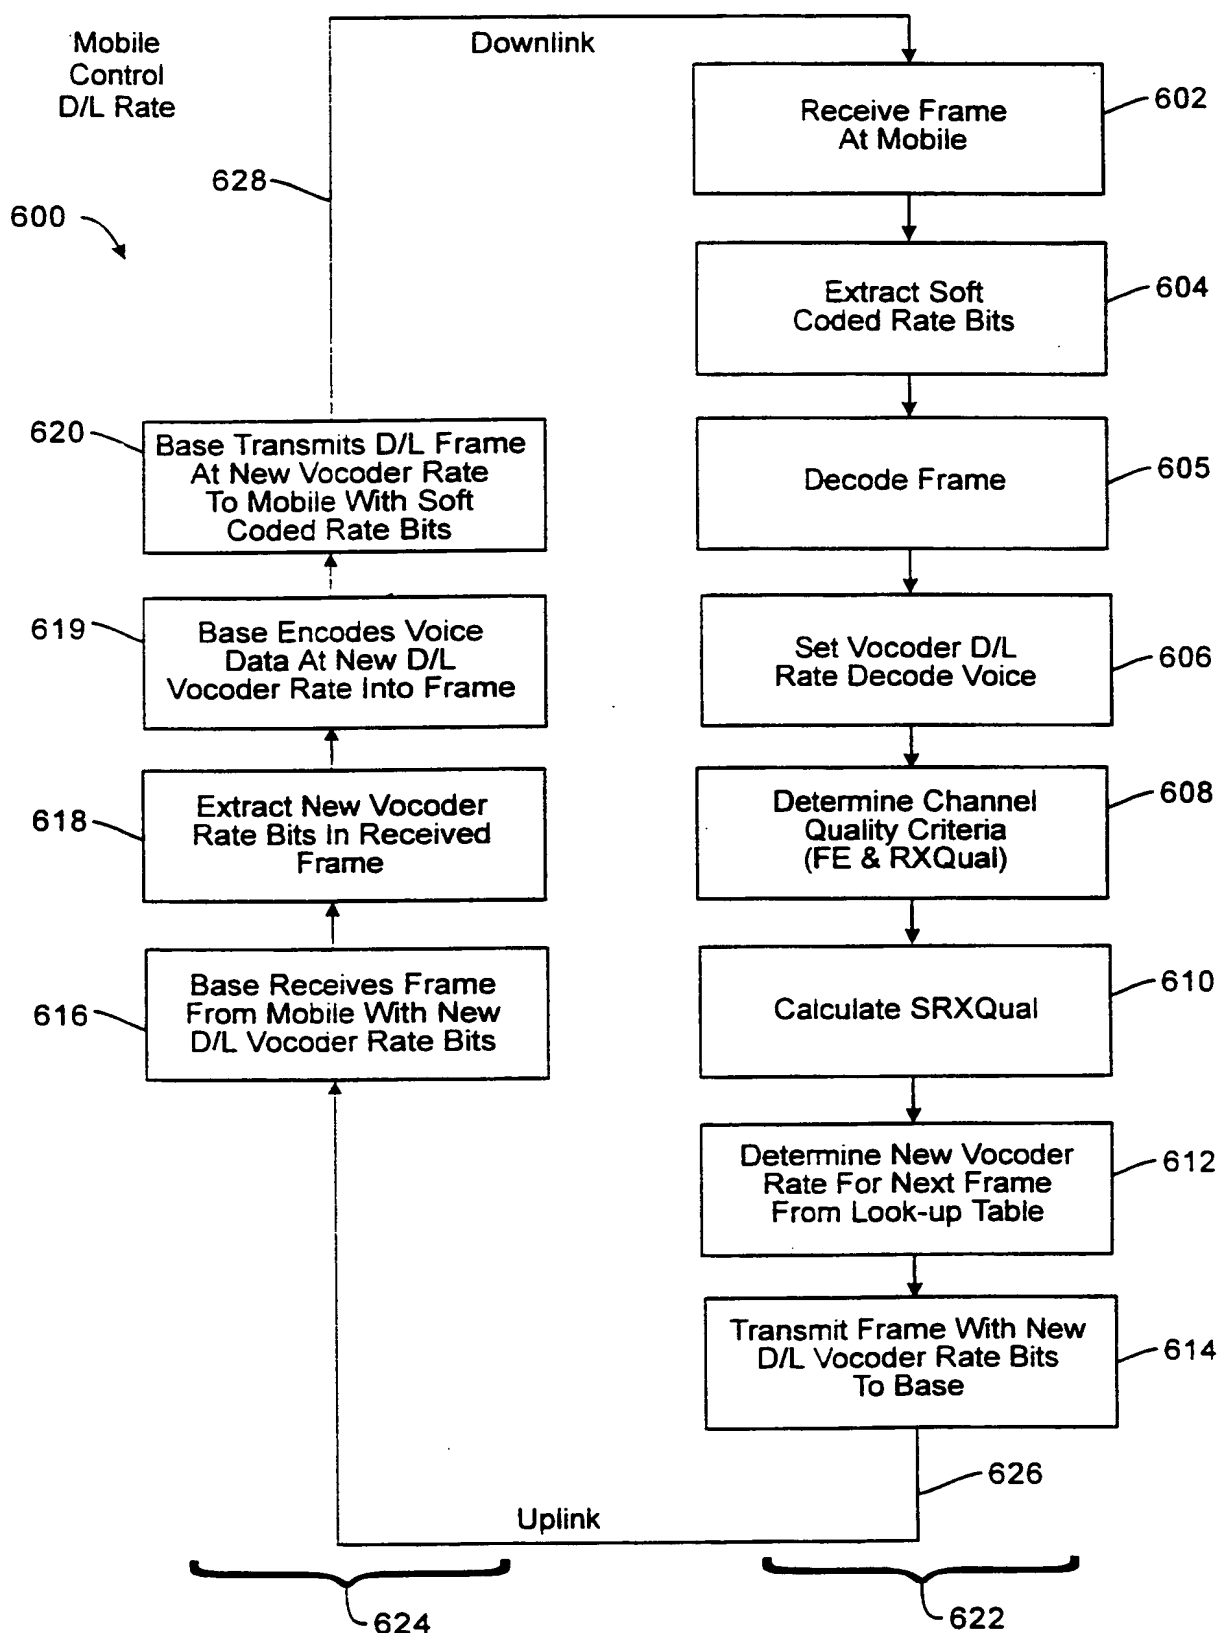 Mobile
Control
D/L Rate
600
628
Downlink
Receive Frame
At Mobile
602
Extract Soft
Coded Rate Bits
604
Decode Frame
605
Set Vocoder D/L
Rate Decode Voice
606
Determine Channel
Quality Criteria
(FE & RXQual)
608
Calculate SRXQual
610
Determine New Vocoder
Rate For Next Frame
From Look-up Table
612
Transmit Frame With New
D/L Vocoder Rate Bits
To Base
614
626
Uplink
Base Receives Frame
From Mobile With New
D/L Vocoder Rate Bits
616
Extract New Vocoder
Rate Bits In Received
Frame
618
Base Encodes Voice
Data At New D/L
Vocoder Rate Into Frame
619
Base Transmits D/L Frame
At New Vocoder Rate
To Mobile With Soft
Coded Rate Bits
620
624
622